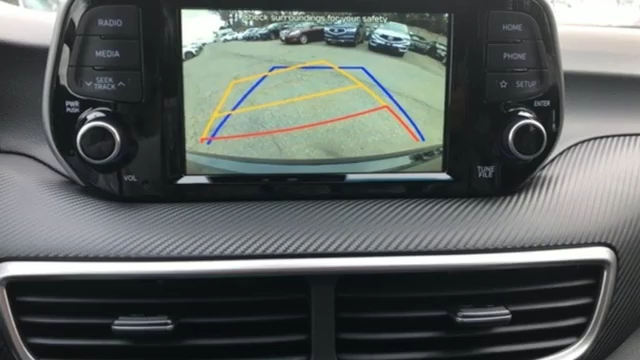 Check surroundings for your safety
RADIO
MEDIA
SEEK
TRACK
PWR
PUSH
VOL
HOME
PHONE
SETUP
ENTER
TUNE
FILE